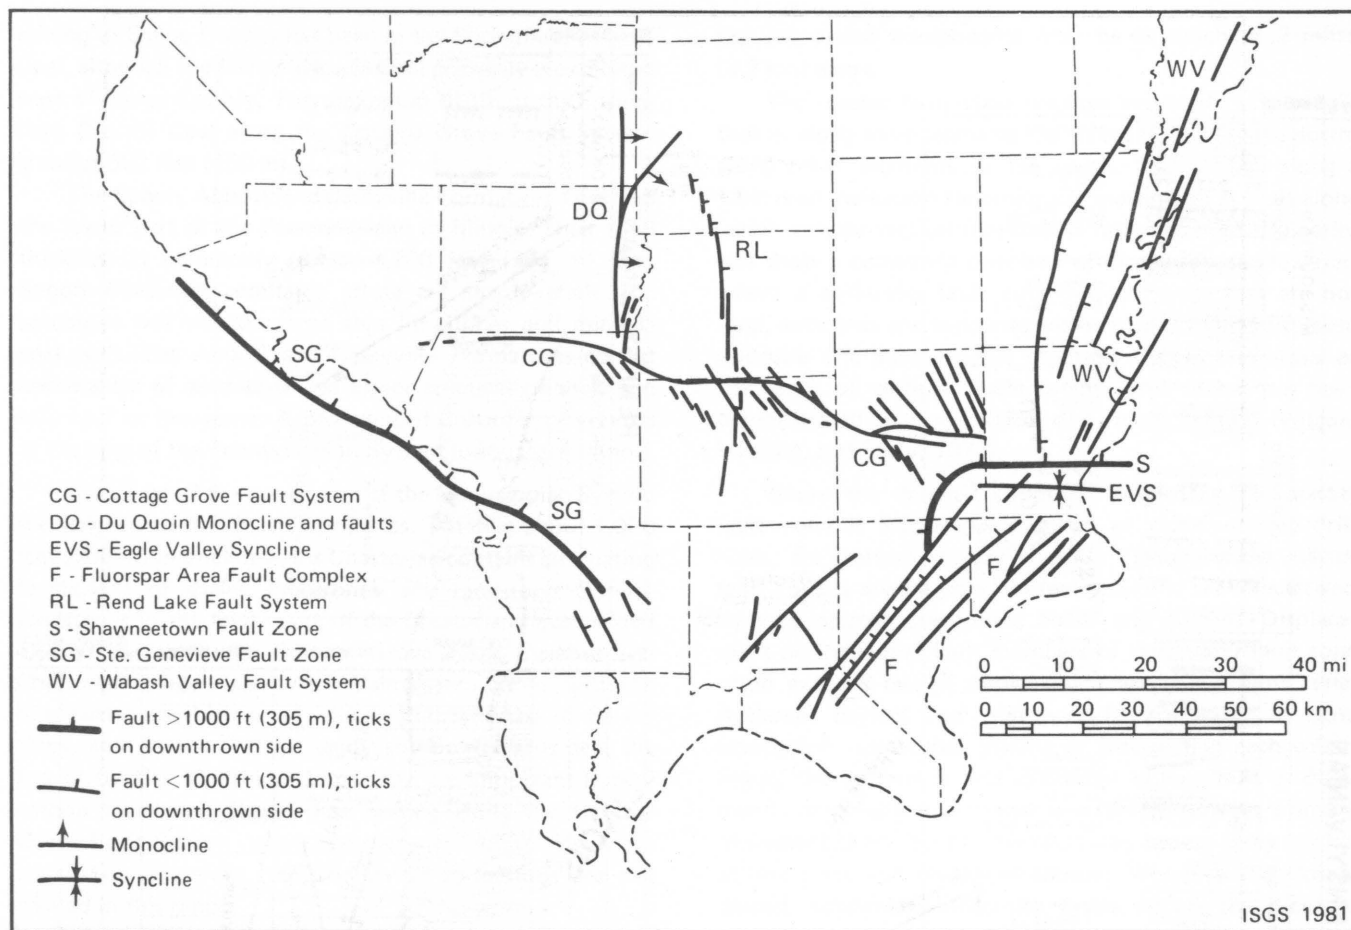 WV
DQ
RL
SG
CG
WV
CG
S
EVS
SG
F
F
CG - Cottage Grove Fault System
DQ - Du Quoin Monocline and faults
EVS - Eagle Valley Syncline
F - Fluorspar Area Fault Complex
RL - Rend Lake Fault System
S - Shawneetown Fault Zone
SG - Ste. Genevieve Fault Zone
WV - Wabash Valley Fault System
Fault >1000 ft (305 m), ticks
on downthrown side
Fault <1000 ft (305 m), ticks
on downthrown side
Monocline
Syncline
0 10 20 30 40 mi
0 10 20 30 40 50 60 km
ISGS 1981